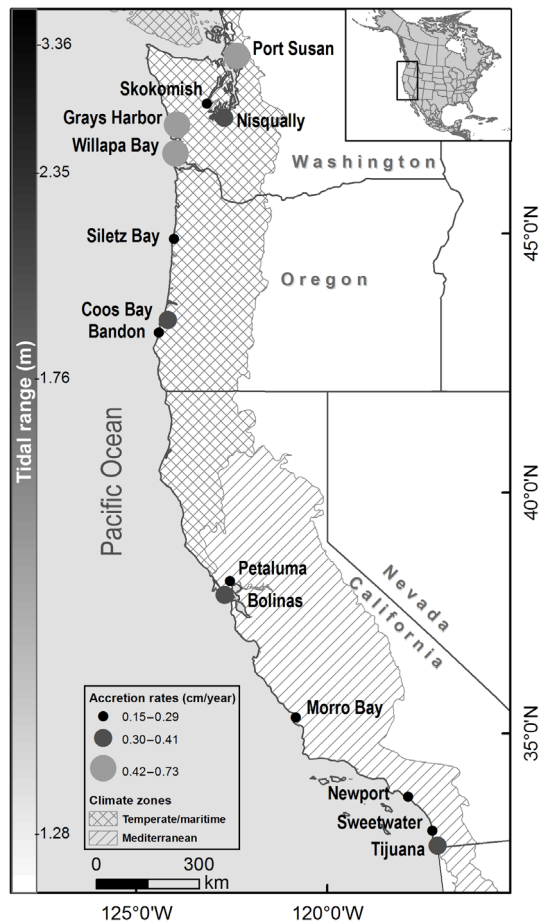 3.36
Port Susan
Skokomish
Grays Harbor
Nisqually
Willapa Bay
Washington
2.35
45°0'N
Siletz Bay
Oregon
Coos Bay
Bandon
Tidal range (m)
1.76
Pacific Ocean
40°0'N
Petaluma
Bolinas
Nevada
California
Accretion rates (cm/year)
0.15–0.29
0.30–0.41
0.42–0.73
Climate zones
Temperate/maritime
Mediterranean
0 300
km
Morro Bay
35°0'N
Newport
Sweetwater
Tijuana
1.28
125°0'W
120°0'W